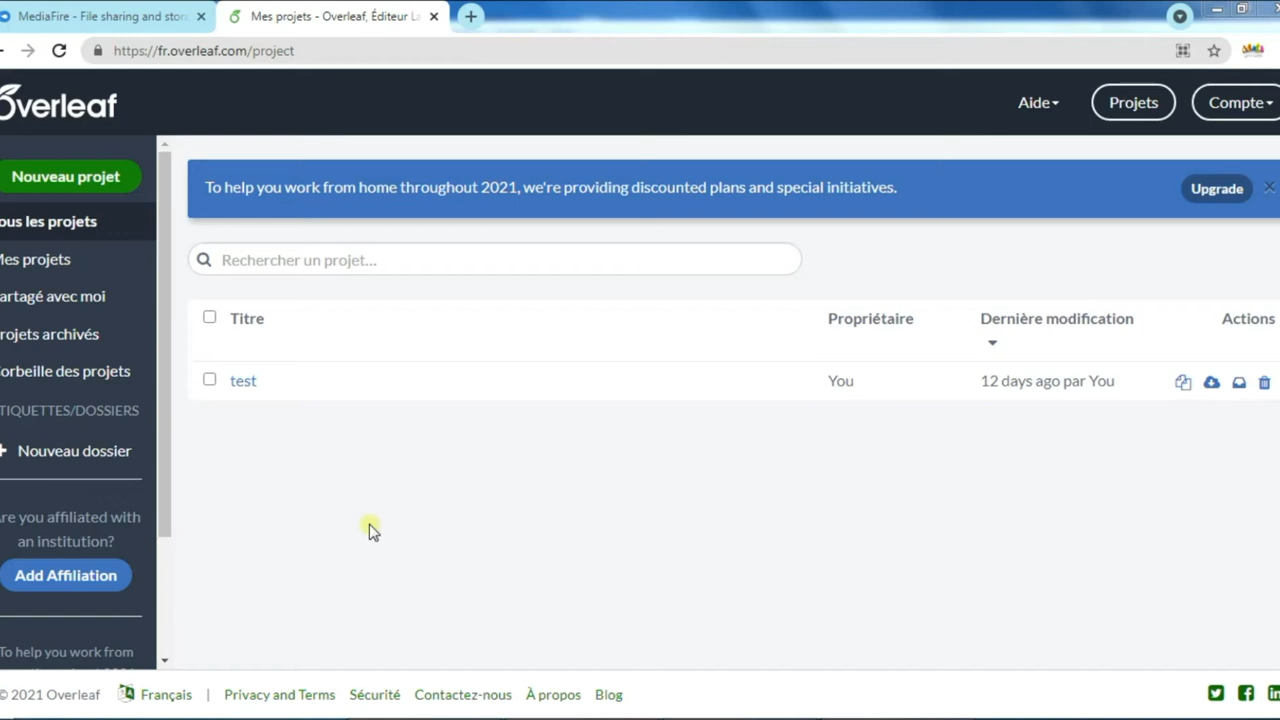 MediaFire - File sharing and stor
Mes projets - Overleaf, Éditeur La
https://fr.overleaf.com/project
Overleaf
Aide
Projets
Compte
Nouveau projet
ous les projets
Mes projets
artagé avec moi
rojets archivés
orbeille des projets
TIQUETTES/DOSSIERS
+ Nouveau dossier
re you affiliated with
an institution?
Add Affiliation
To help you work from
To help you work from home throughout 2021, we're providing discounted plans and special initiatives.
Upgrade
Rechercher un projet...
Titre
Propriétaire
Dernière modification
Actions
test
You
12 days ago par You
© 2021 Overleaf
Français
|
Privacy and Terms
Sécurité
Contactez-nous
À propos
Blog